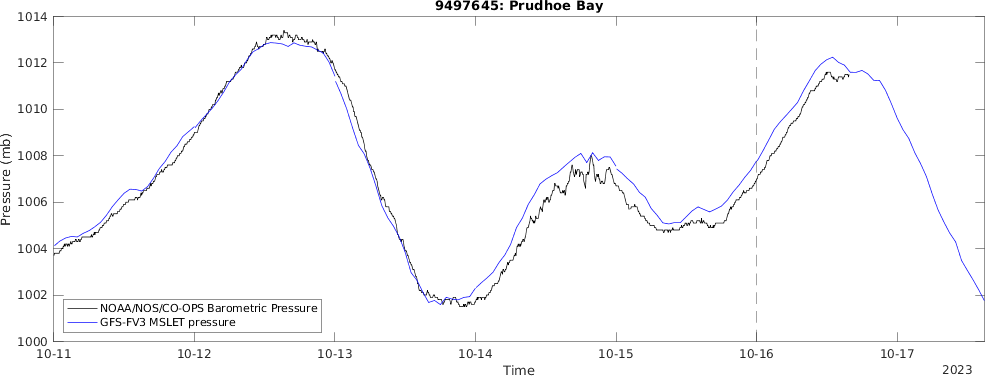 9497645: Prudhoe Bay
1014
1012
1010
1008
1006
1004
1002
1000
Pressure (mb)
NOAA/NOS/CO-OPS Barometric Pressure
GFS-FV3 MSLET pressure
10-11 10-12 10-13 10-14 10-15 10-16 10-17
Time
2023